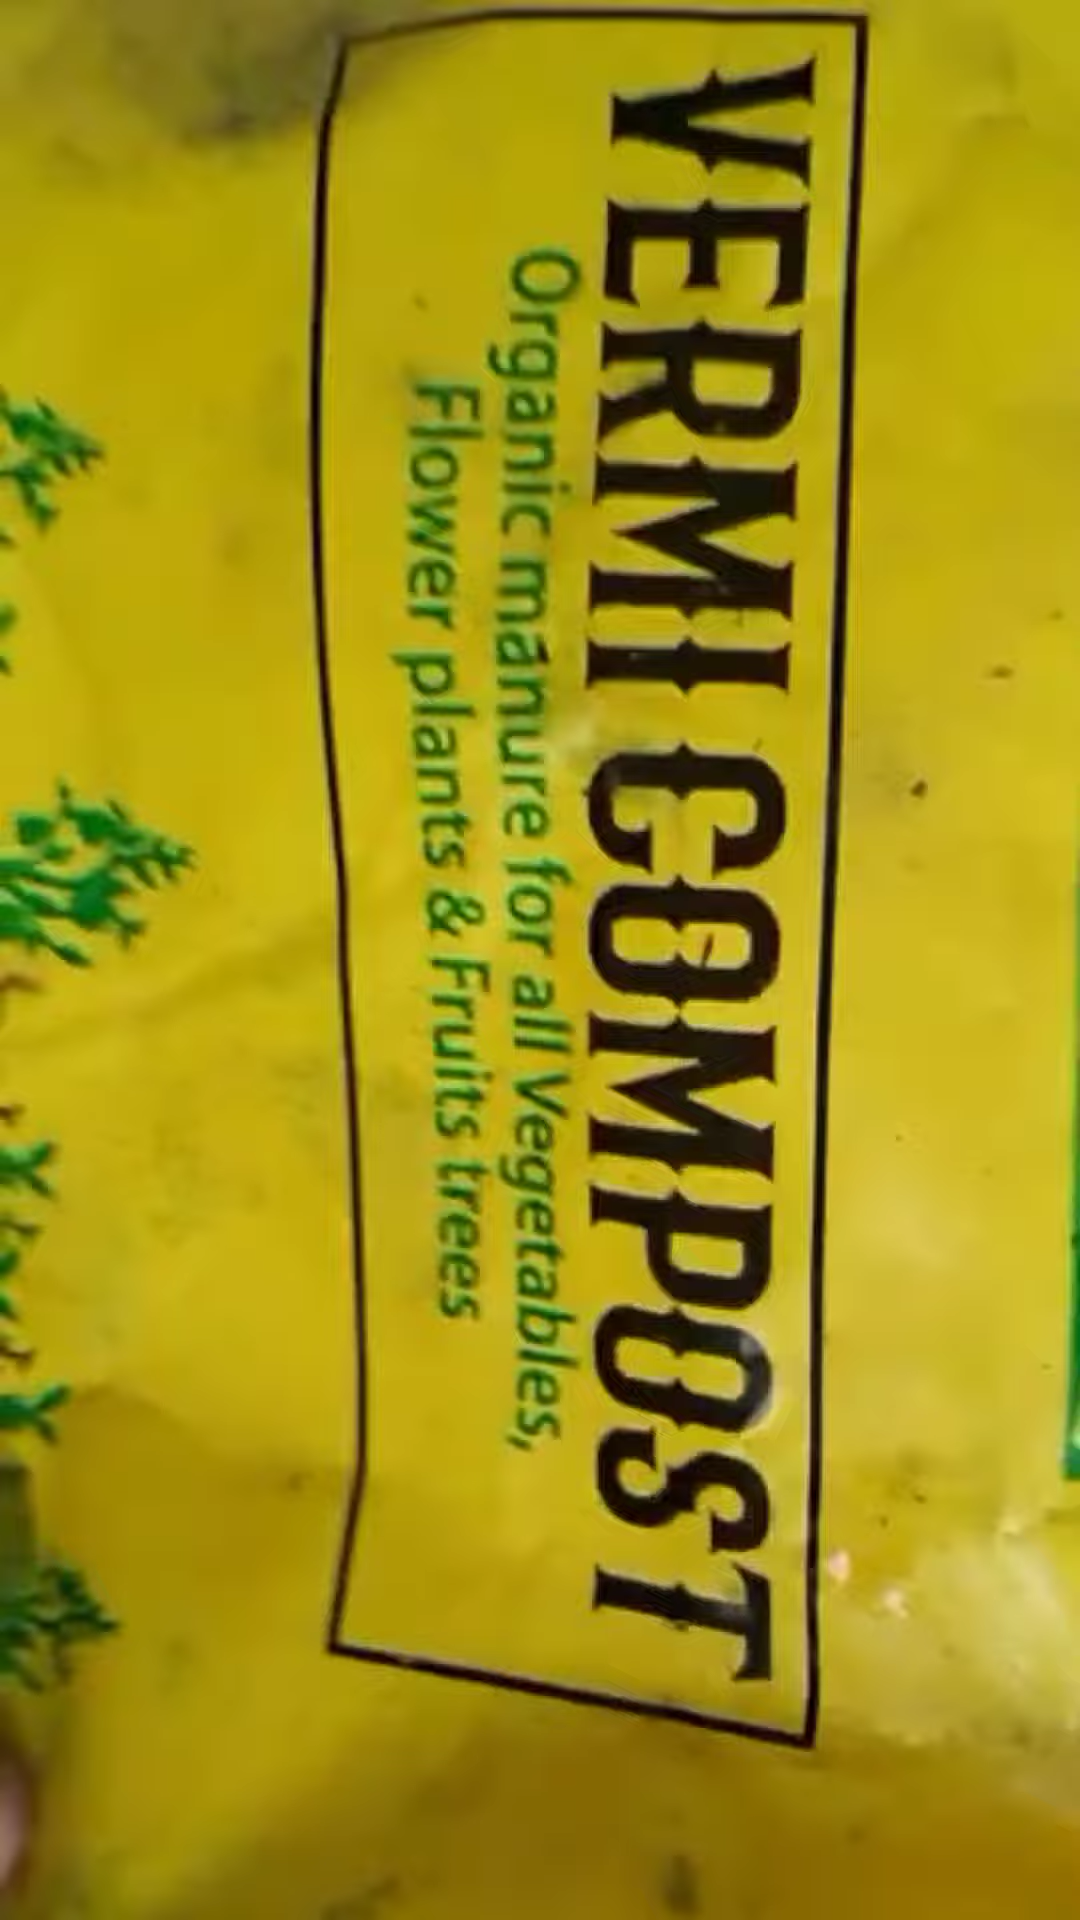 VERMI COMPOST
Organic manure for all Vegetables,
Flower plants & Fruits trees